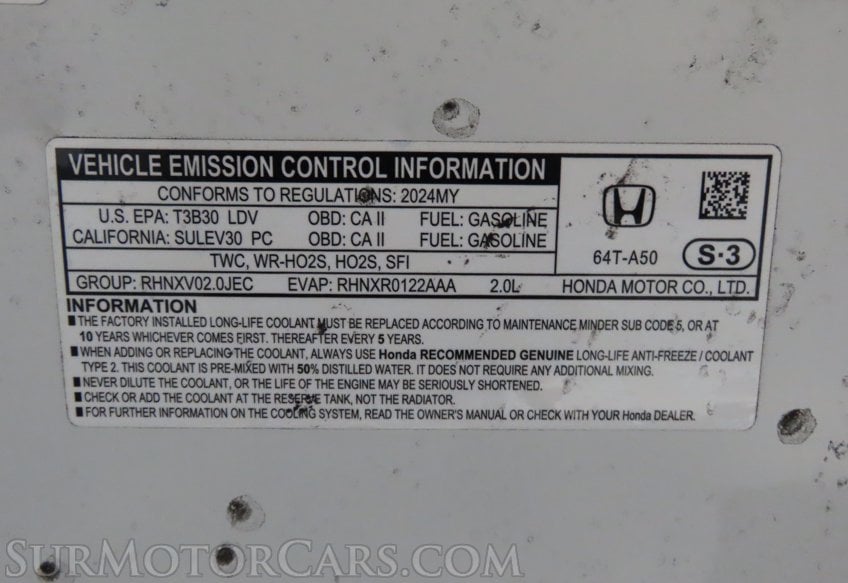 VEHICLE EMISSION CONTROL INFORMATION
CONFORMS TO REGULATIONS: 2024MY
U.S. EPA: T3B30 LDV OBD: CA II FUEL: GASOLINE
CALIFORNIA: SULEV30 PC OBD: CA II FUEL: GASOLINE
64T-A50 S·3
TWC, WR-HO2S, HO2S, SFI
GROUP: RHNXV02.0JEC EVAP: RHNXR0122AAA 2.0L HONDA MOTOR CO., LTD.
INFORMATION
■ THE FACTORY INSTALLED LONG-LIFE COOLANT MUST BE REPLACED ACCORDING TO MAINTENANCE MINDER SUB CODE 5, OR AT
10 YEARS WHICHEVER COMES FIRST. THEREAFTER EVERY 5 YEARS.
■ WHEN ADDING OR REPLACING THE COOLANT, ALWAYS USE Honda RECOMMENDED GENUINE LONG-LIFE ANTI-FREEZE / COOLANT
TYPE 2. THIS COOLANT IS PRE-MIXED WITH 50% DISTILLED WATER. IT DOES NOT REQUIRE ANY ADDITIONAL MIXING.
■ NEVER DILUTE THE COOLANT, OR THE LIFE OF THE ENGINE MAY BE SERIOUSLY SHORTENED.
■ CHECK OR ADD THE COOLANT AT THE RESERVE TANK, NOT THE RADIATOR.
■ FOR FURTHER INFORMATION ON THE COOLING SYSTEM, READ THE OWNER'S MANUAL OR CHECK WITH YOUR Honda DEALER.
SURMOTORCARS.COM